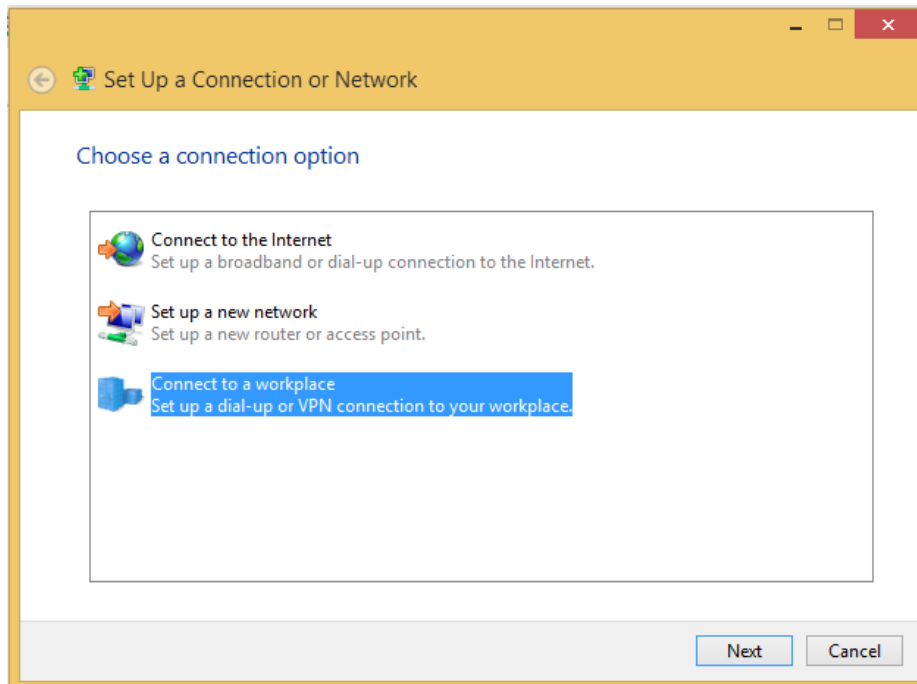 Set Up a Connection or Network
Choose a connection option
Connect to the Internet
Set up a broadband or dial-up connection to the Internet.
Set up a new network
Set up a new router or access point.
Connect to a workplace
Set up a dial-up or VPN connection to your workplace.
Next Cancel